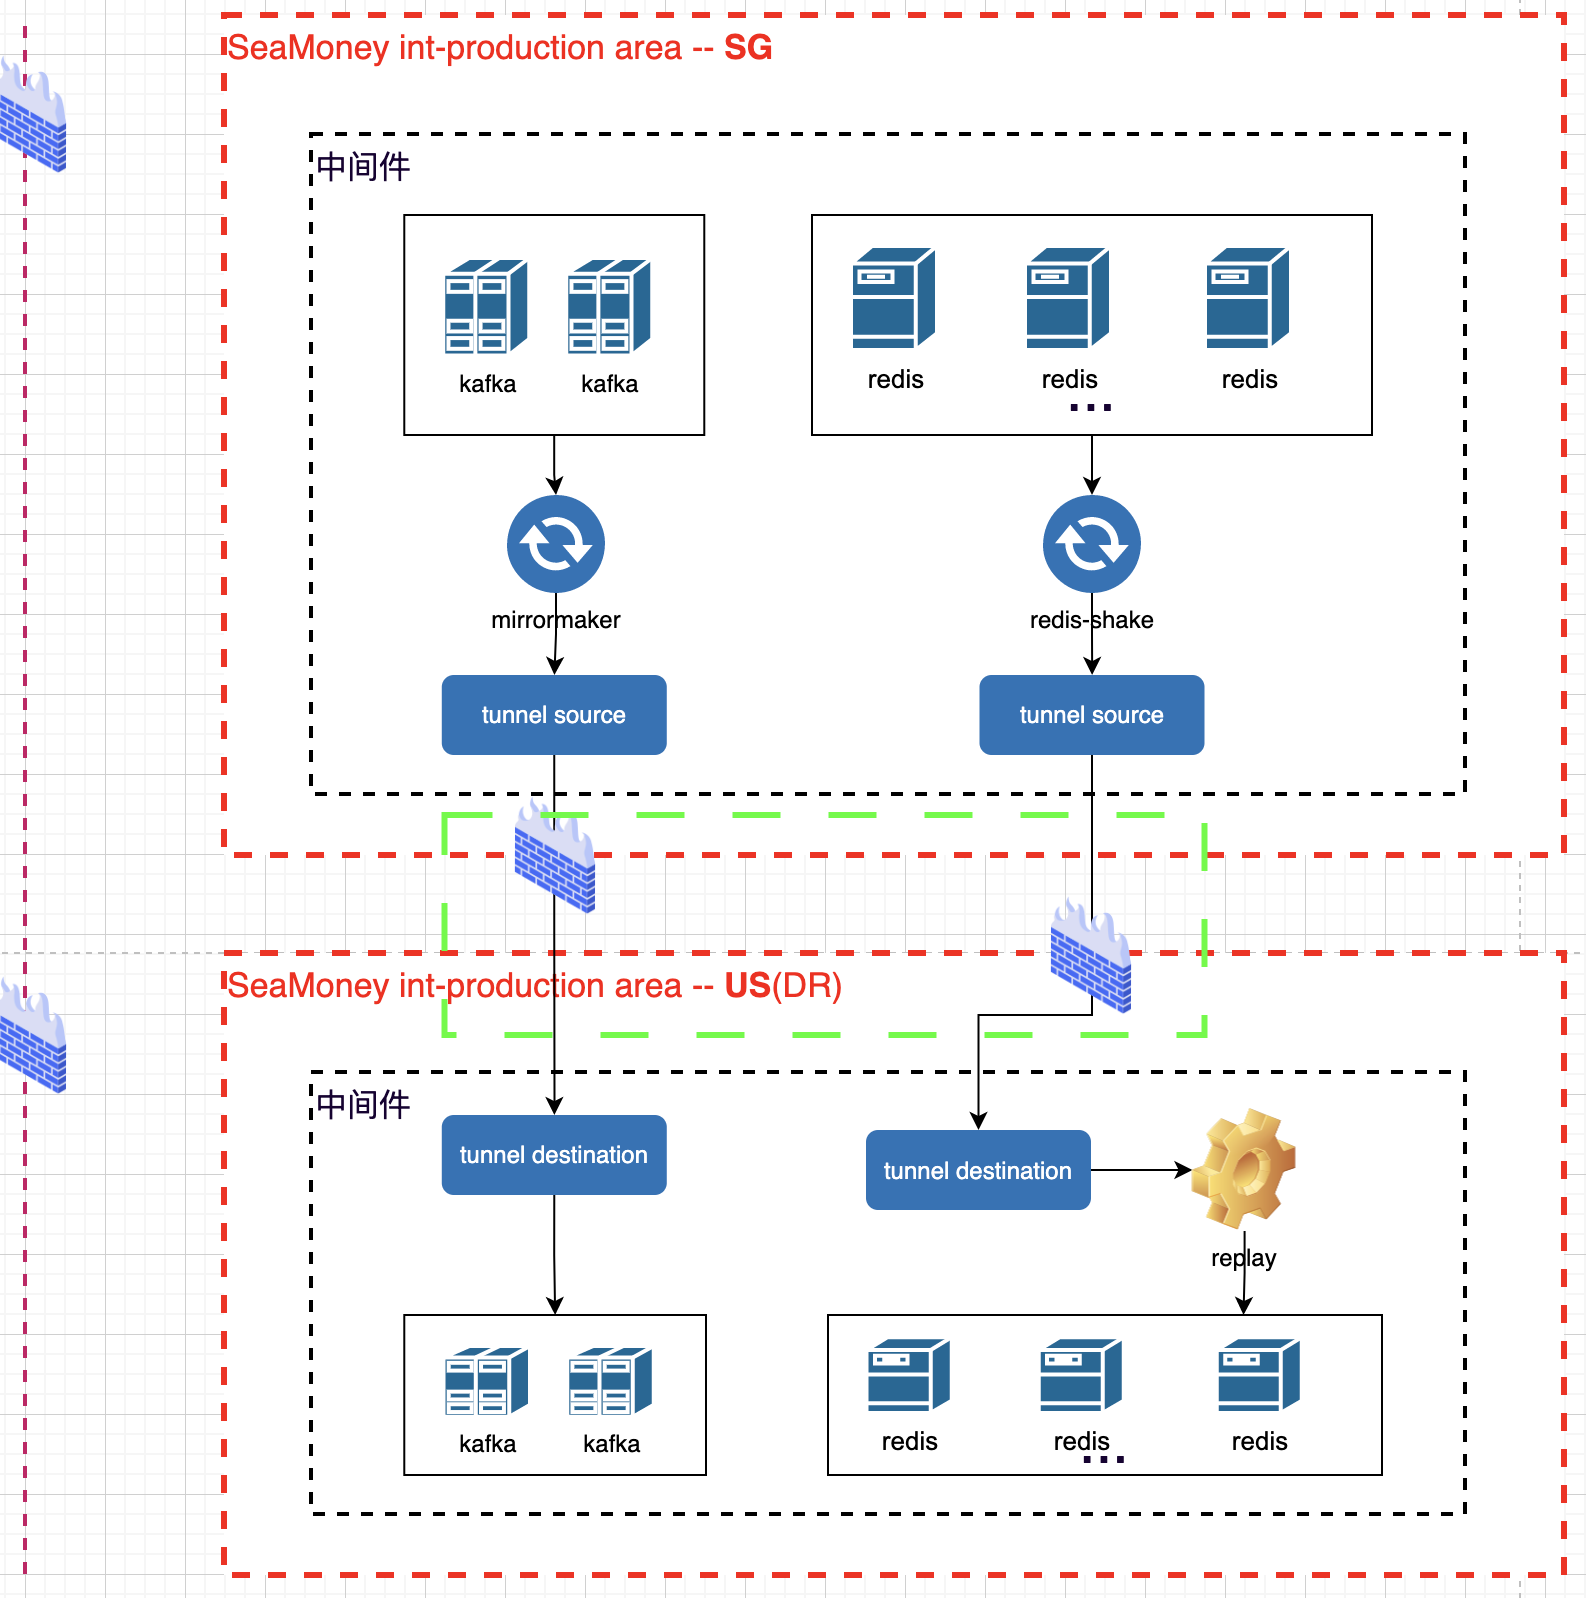 SeaMoney int-production area -- SG
中间件
kafka
kafka
redis
redis
redis
...
mirrormaker
redis-shake
tunnel source
tunnel source
SeaMoney int-production area -- US(DR)
中间件
tunnel destination
tunnel destination
replay
kafka
kafka
redis
redis
redis
...